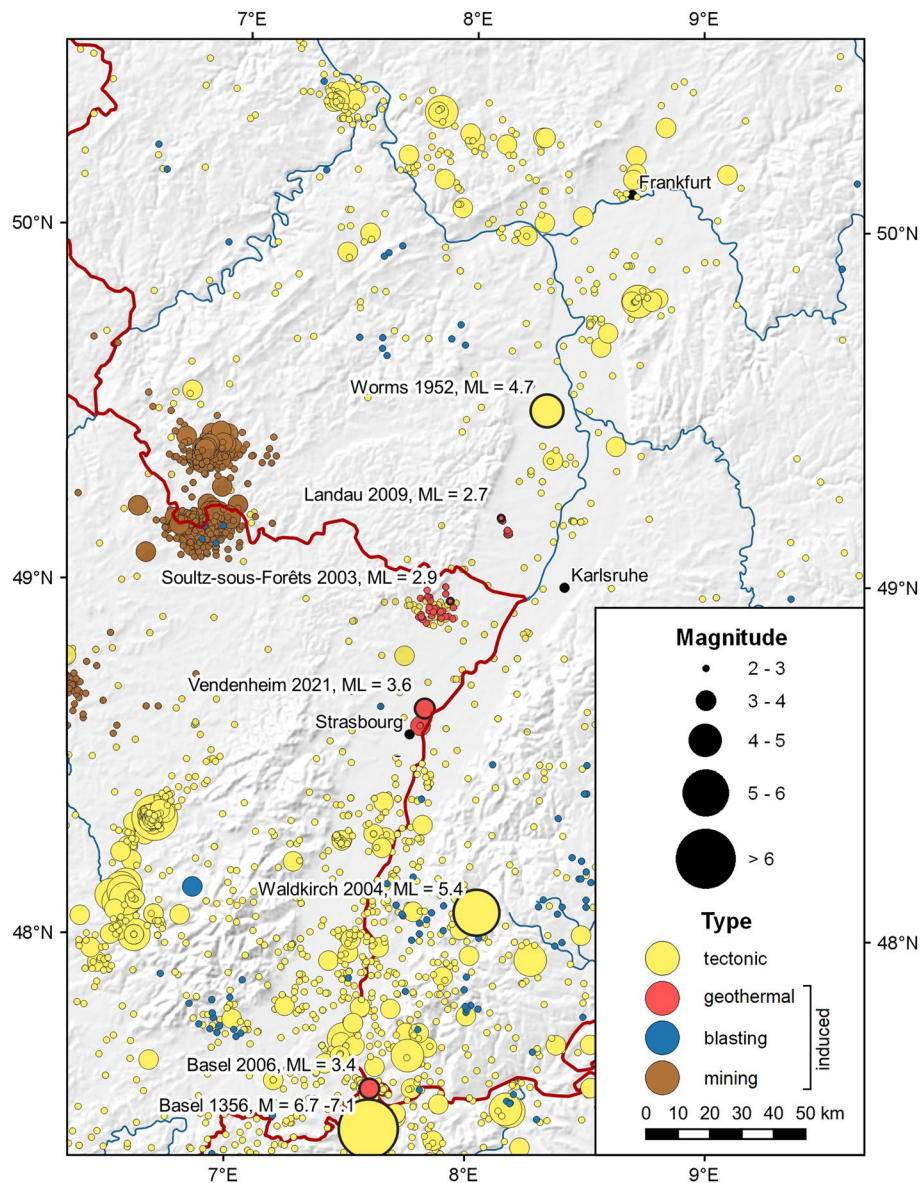 7°E 8°E 9°E
Frankfurt
50°N 50°N
Worms 1952, ML = 4.7
Landau 2009, ML = 2.7
49°N 49°N
Karlsruhe
Soultz-sous-Forêts 2003, ML = 2.9
Vendenheim 2021, ML = 3.6
Strasbourg
Waldkirch 2004, ML = 5.4
48°N 48°N
Basel 2006, ML = 3.4
Basel 1356, M = 6.7 -7.1
7°E 8°E 9°E
Magnitude
2 - 3
3 - 4
4 - 5
5 - 6
> 6
Type
tectonic
geothermal
blasting
mining
induced
0 10 20 30 40 50 km